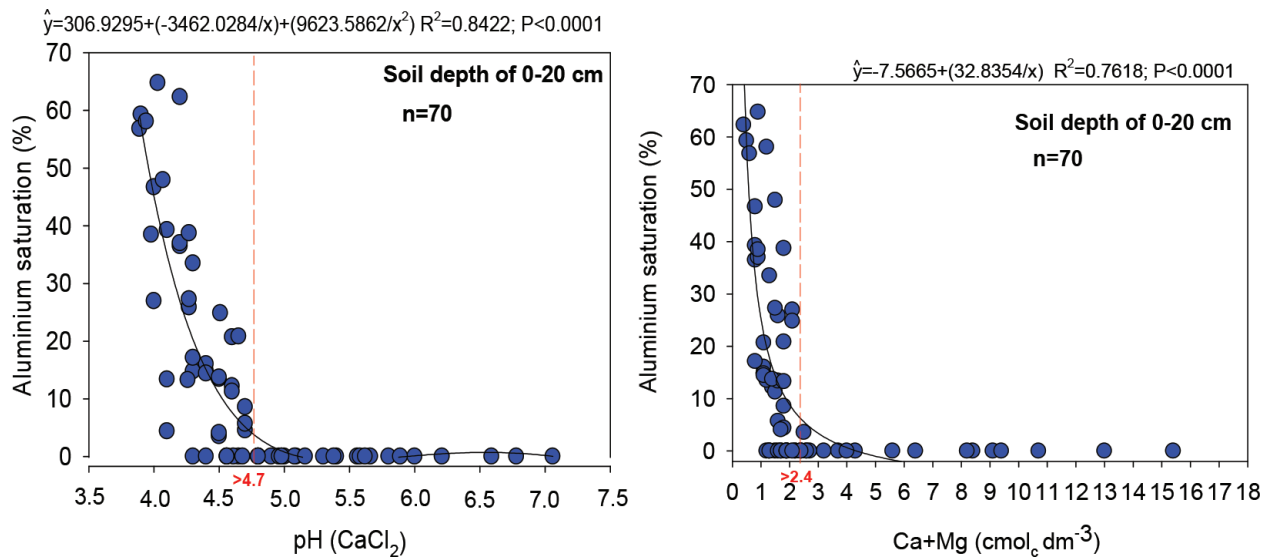 ŷ=306.9295+(-3462.0284/x)+(9623.5862/x²) R²=0.8422; P<0.0001
Soil depth of 0-20 cm
n=70
Aluminium saturation (%)
70
60
50
40
30
20
10
0
3.5 4.0 4.5 5.0 5.5 6.0 6.5 7.0 7.5
>4.7
pH (CaCl₂)
ŷ=-7.5665+(32.8354/x) R²=0.7618; P<0.0001
Soil depth of 0-20 cm
n=70
Aluminium saturation (%)
70
60
50
40
30
20
10
0
0 1 2 3 4 5 6 7 8 9 10 11 12 13 14 15 16 17 18
>2.4
Ca+Mg (cmol꜀ dm⁻³)